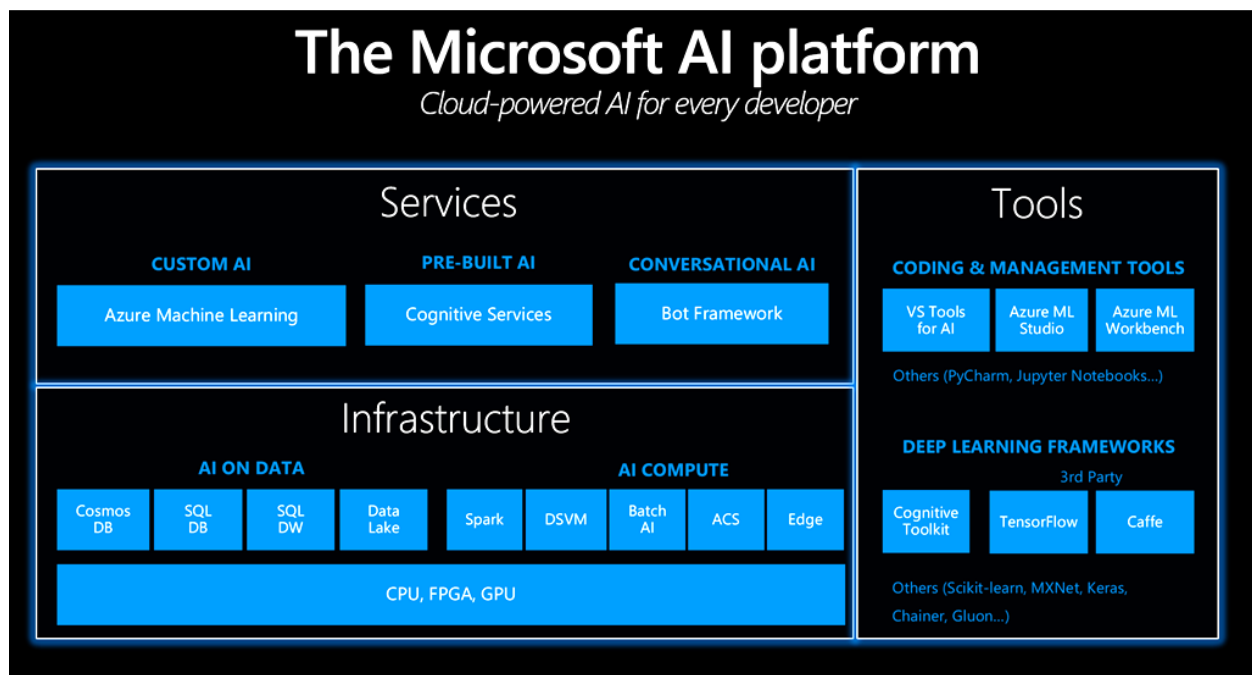 The Microsoft AI platform
Cloud-powered AI for every developer
Services
CUSTOM AI
PRE-BUILT AI
CONVERSATIONAL AI
Azure Machine Learning
Cognitive Services
Bot Framework
Infrastructure
AI ON DATA
AI COMPUTE
Cosmos
DB
SQL
DB
SQL
DW
Data
Lake
Spark
DSVM
Batch
AI
ACS
Edge
CPU, FPGA, GPU
Tools
CODING & MANAGEMENT TOOLS
VS Tools
for AI
Azure ML
Studio
Azure ML
Workbench
Others (PyCharm, Jupyter Notebooks...)
DEEP LEARNING FRAMEWORKS
3rd Party
Cognitive
Toolkit
TensorFlow
Caffe
Others (Scikit-learn, MXNet, Keras,
Chainer, Gluon...)